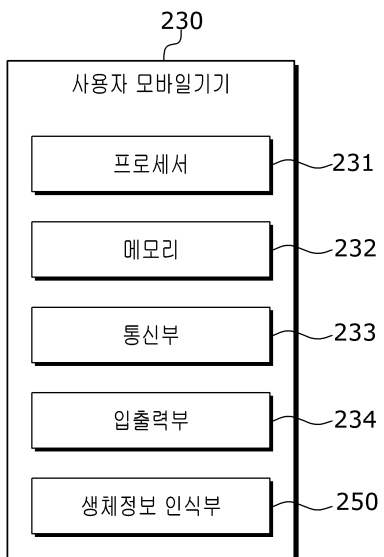 230
사용자 모바일기기
프로세서
231
메모리
232
통신부
233
입출력부
234
생체정보 인식부
250